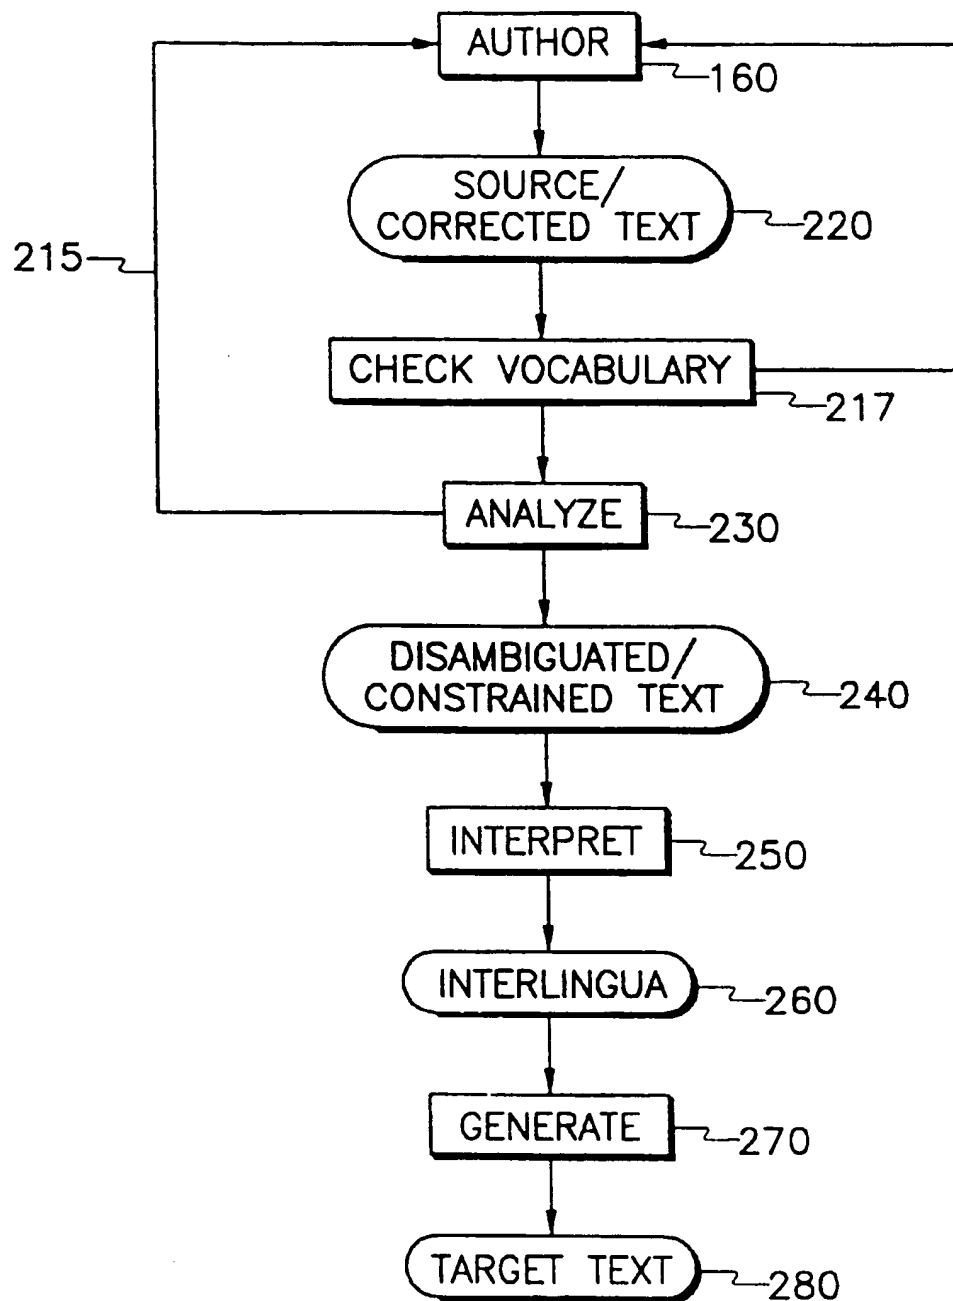 AUTHOR
160
SOURCE/
CORRECTED TEXT
220
215
CHECK VOCABULARY
217
ANALYZE
230
DISAMBIGUATED/
CONSTRAINED TEXT
240
INTERPRET
250
INTERLINGUA
260
GENERATE
270
TARGET TEXT
280